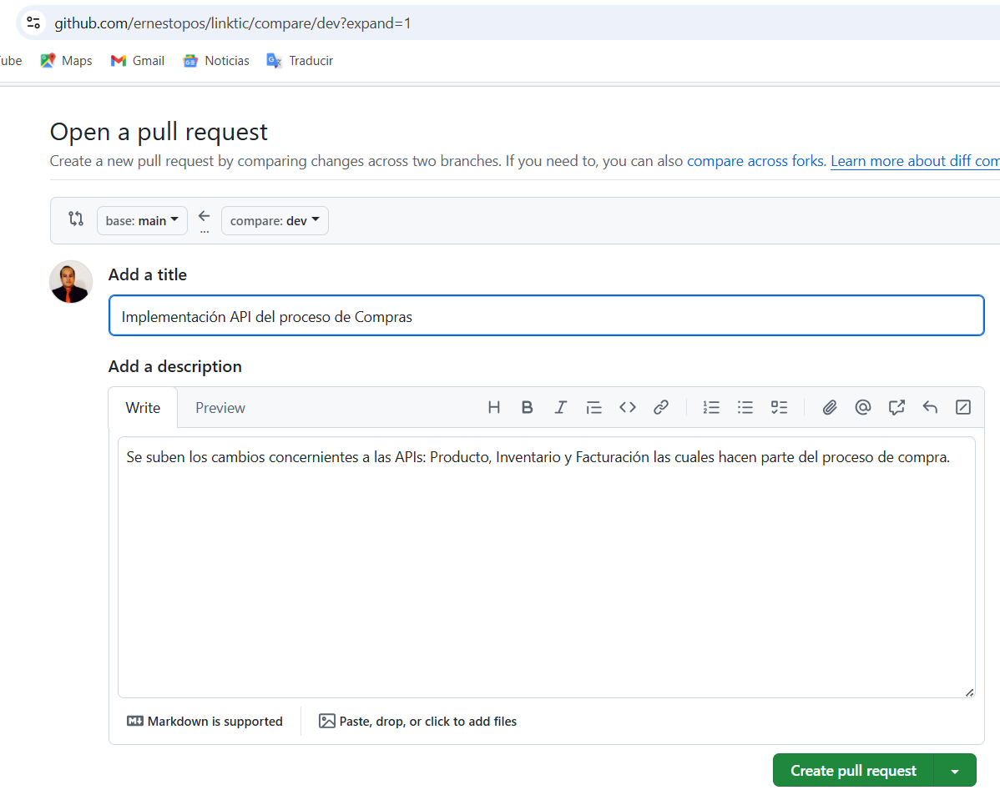 github.com/ernestopos/linktic/compare/dev?expand=1
ube Maps Gmail Noticias Traducir
Open a pull request
Create a new pull request by comparing changes across two branches. If you need to, you can also compare across forks. Learn more about diff com
base: main ← compare: dev
...
Add a title
Implementación API del proceso de Compras
Add a description
Write Preview
Se suben los cambios concernientes a las APIs: Producto, Inventario y Facturación las cuales hacen parte del proceso de compra.
Markdown is supported Paste, drop, or click to add files
Create pull request